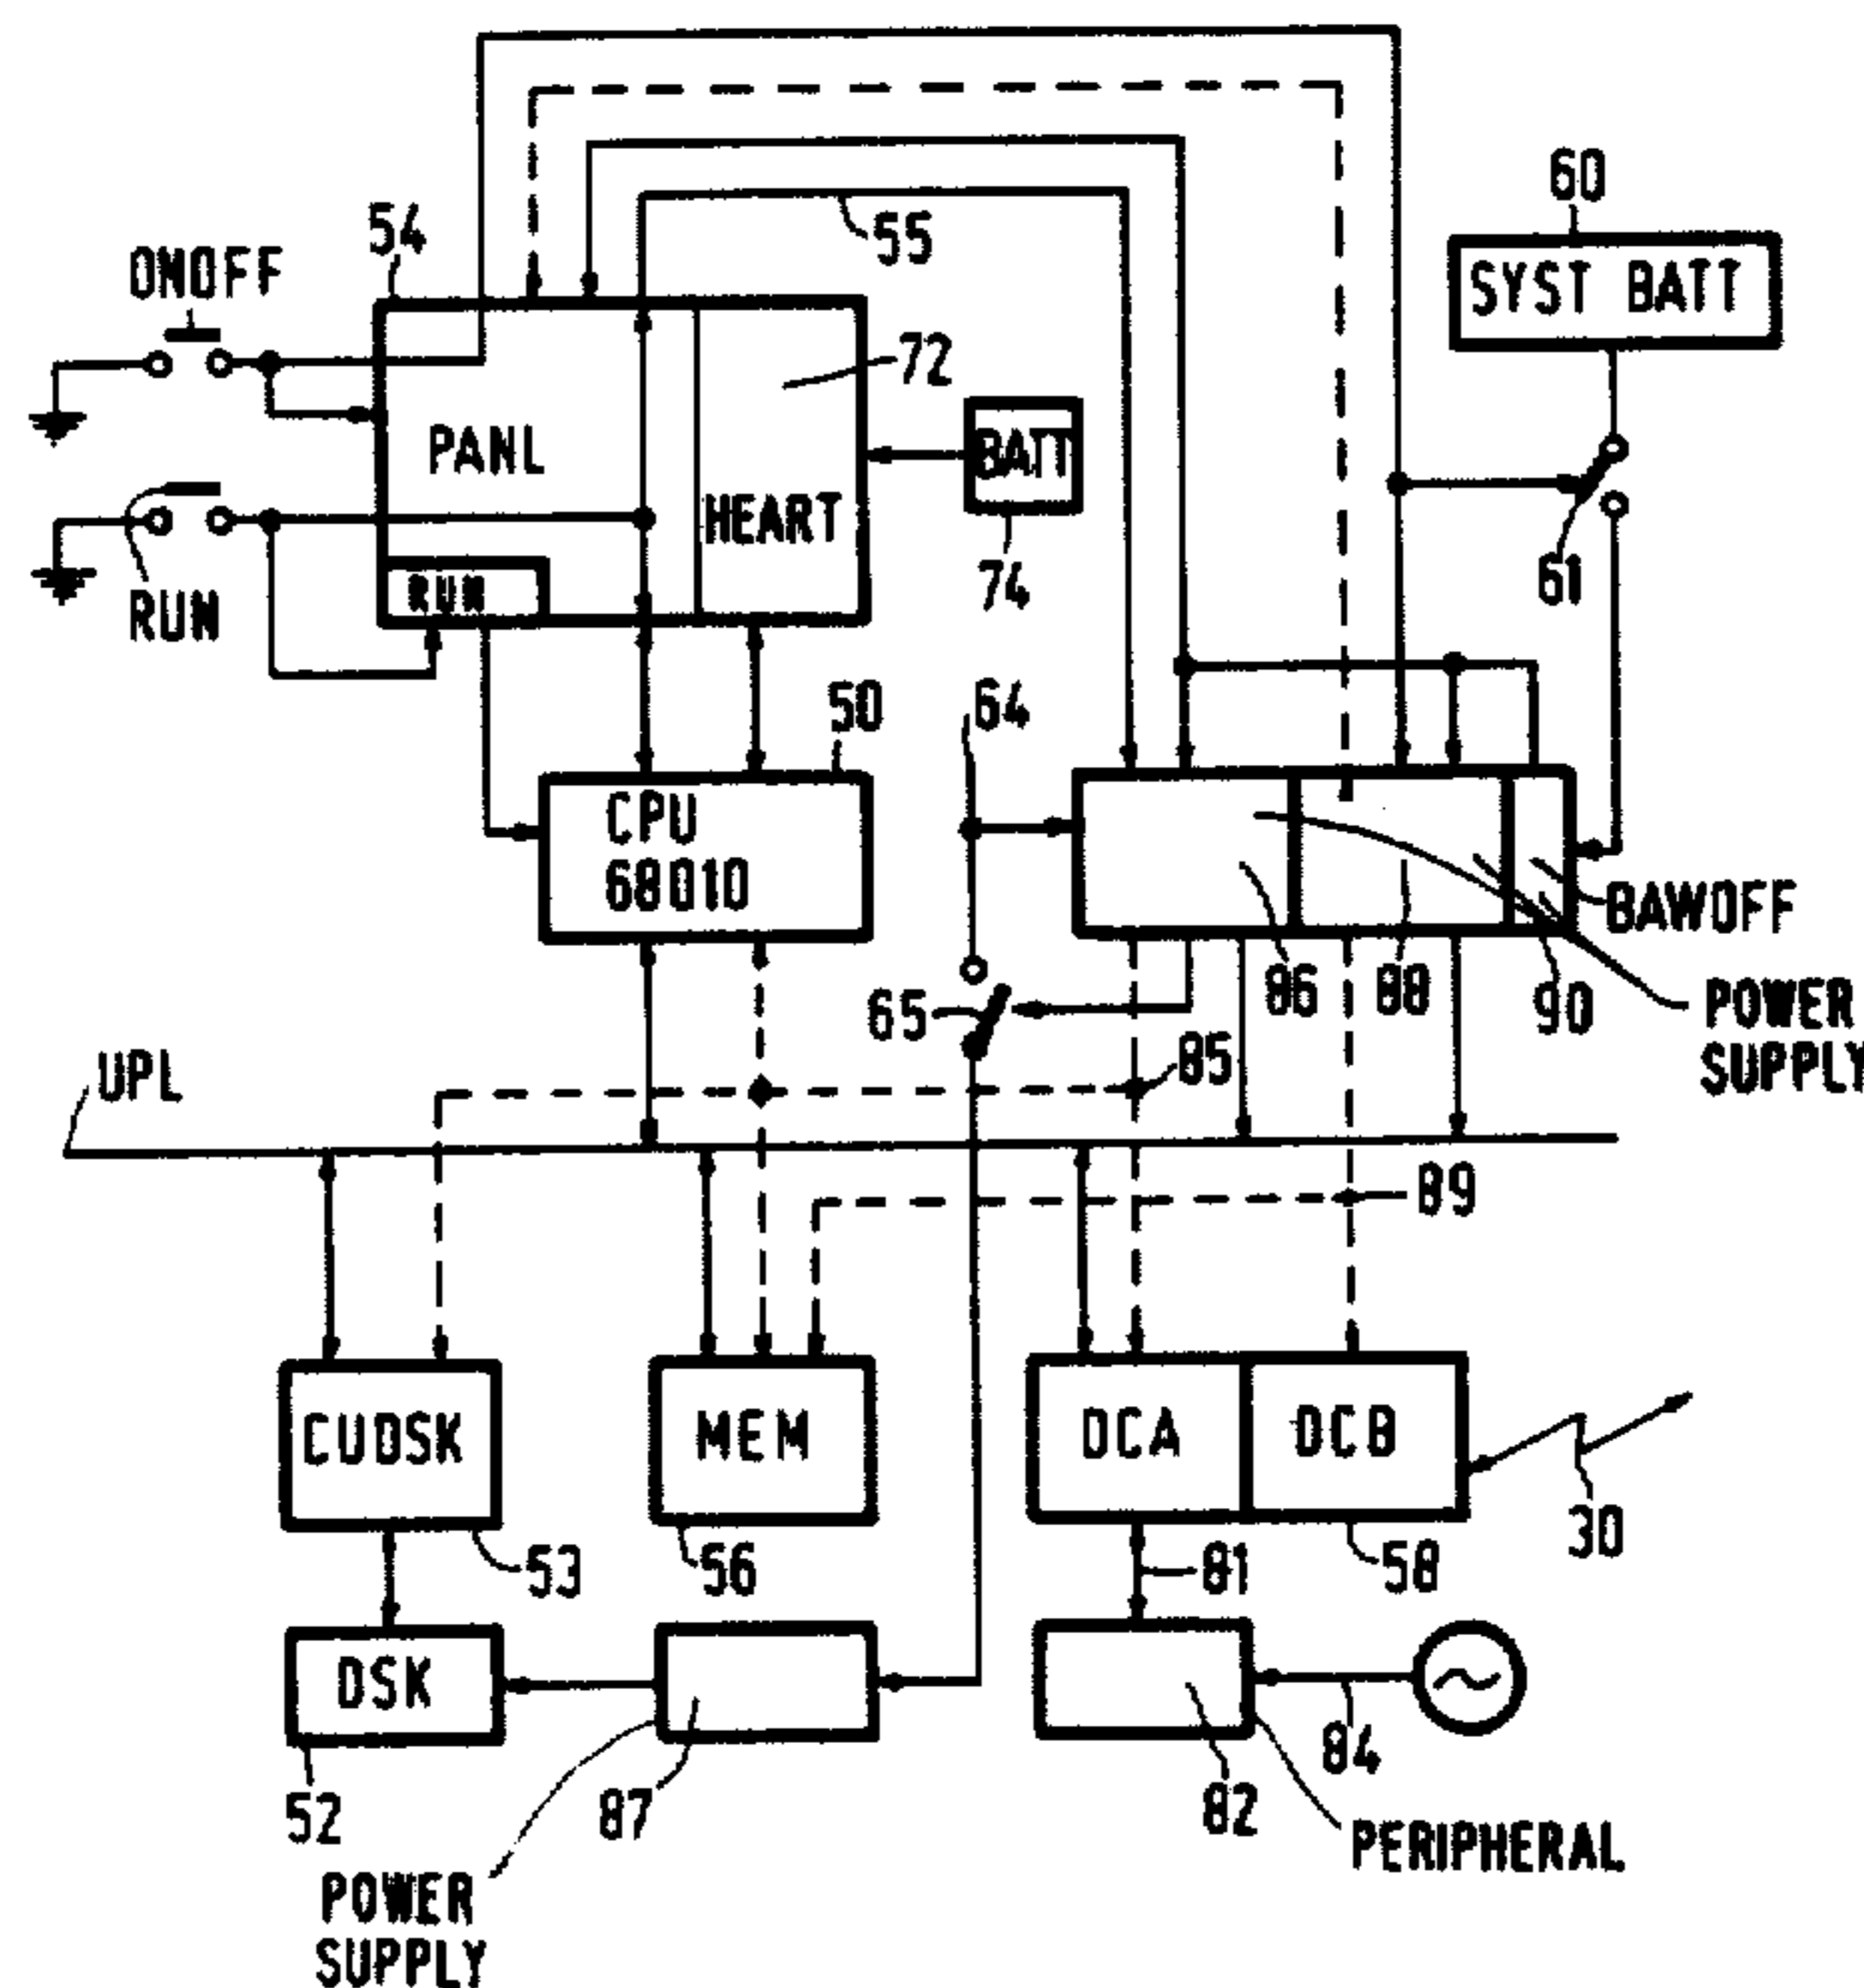 60
54
55
ONOFF
SYST BATT
72
PANL
BATT
HEART
61
74
RUN
RUN
64
50
CPU
68010
BAWOFF
86
88
90
POWER
SUPPLY
65
85
UPL
89
CUDSK
MEM
DCA
DCB
30
53
56
81
58
DSK
84
52
87
82
PERIPHERAL
POWER
SUPPLY